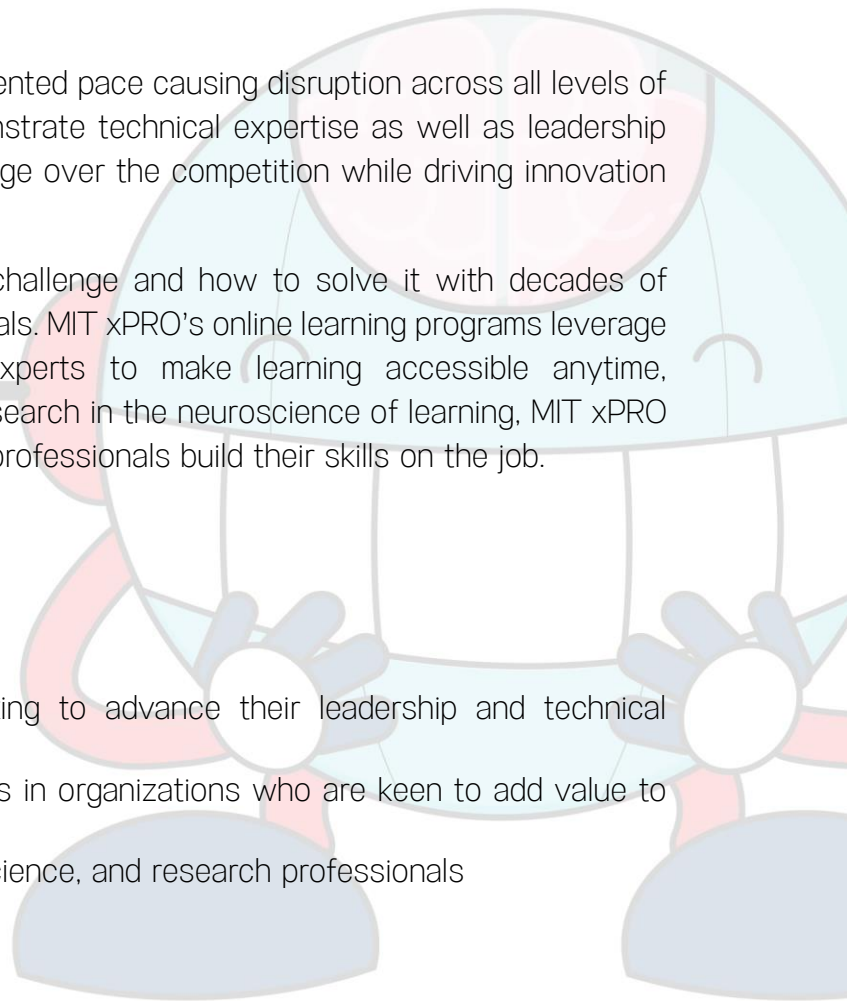 ented pace causing disruption across all levels of
nstrate technical expertise as well as leadership
ge over the competition while driving innovation
challenge and how to solve it with decades of
als. MIT xPRO's online learning programs leverage
xperts to make learning accessible anytime,
search in the neuroscience of learning, MIT xPRO
professionals build their skills on the job.
ing to advance their leadership and technical
s in organizations who are keen to add value to
cience, and research professionals